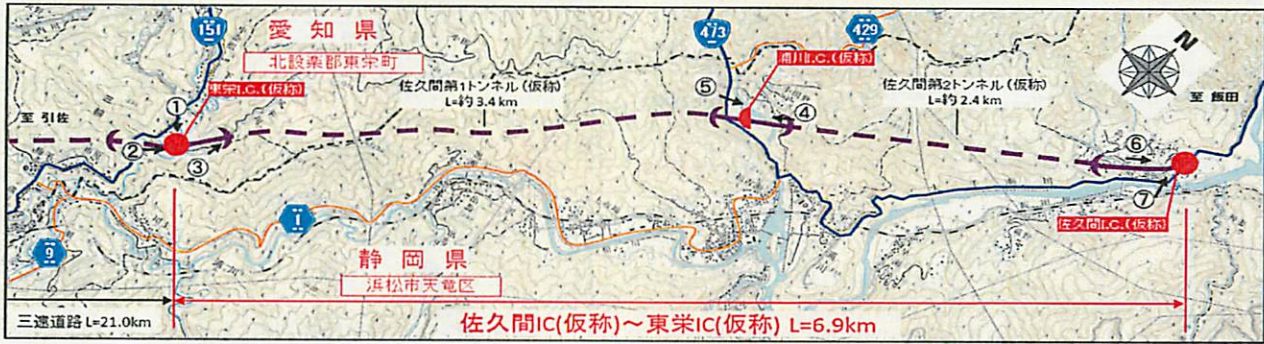 151
愛知県
北設楽郡東栄町
東栄I.C.(仮称)
至 引佐
①
②
③
佐久間第1トンネル(仮称)
L=約 3.4 km
473
429
浦川I.C.(仮称)
⑤
④
佐久間第2トンネル(仮称)
L=約 2.4 km
N
至 飯田
⑥
⑦
佐久間I.C.(仮称)
1
9
静岡県
浜松市天竜区
三遠道路 L=21.0km
佐久間IC(仮称)～東栄IC(仮称) L=6.9km